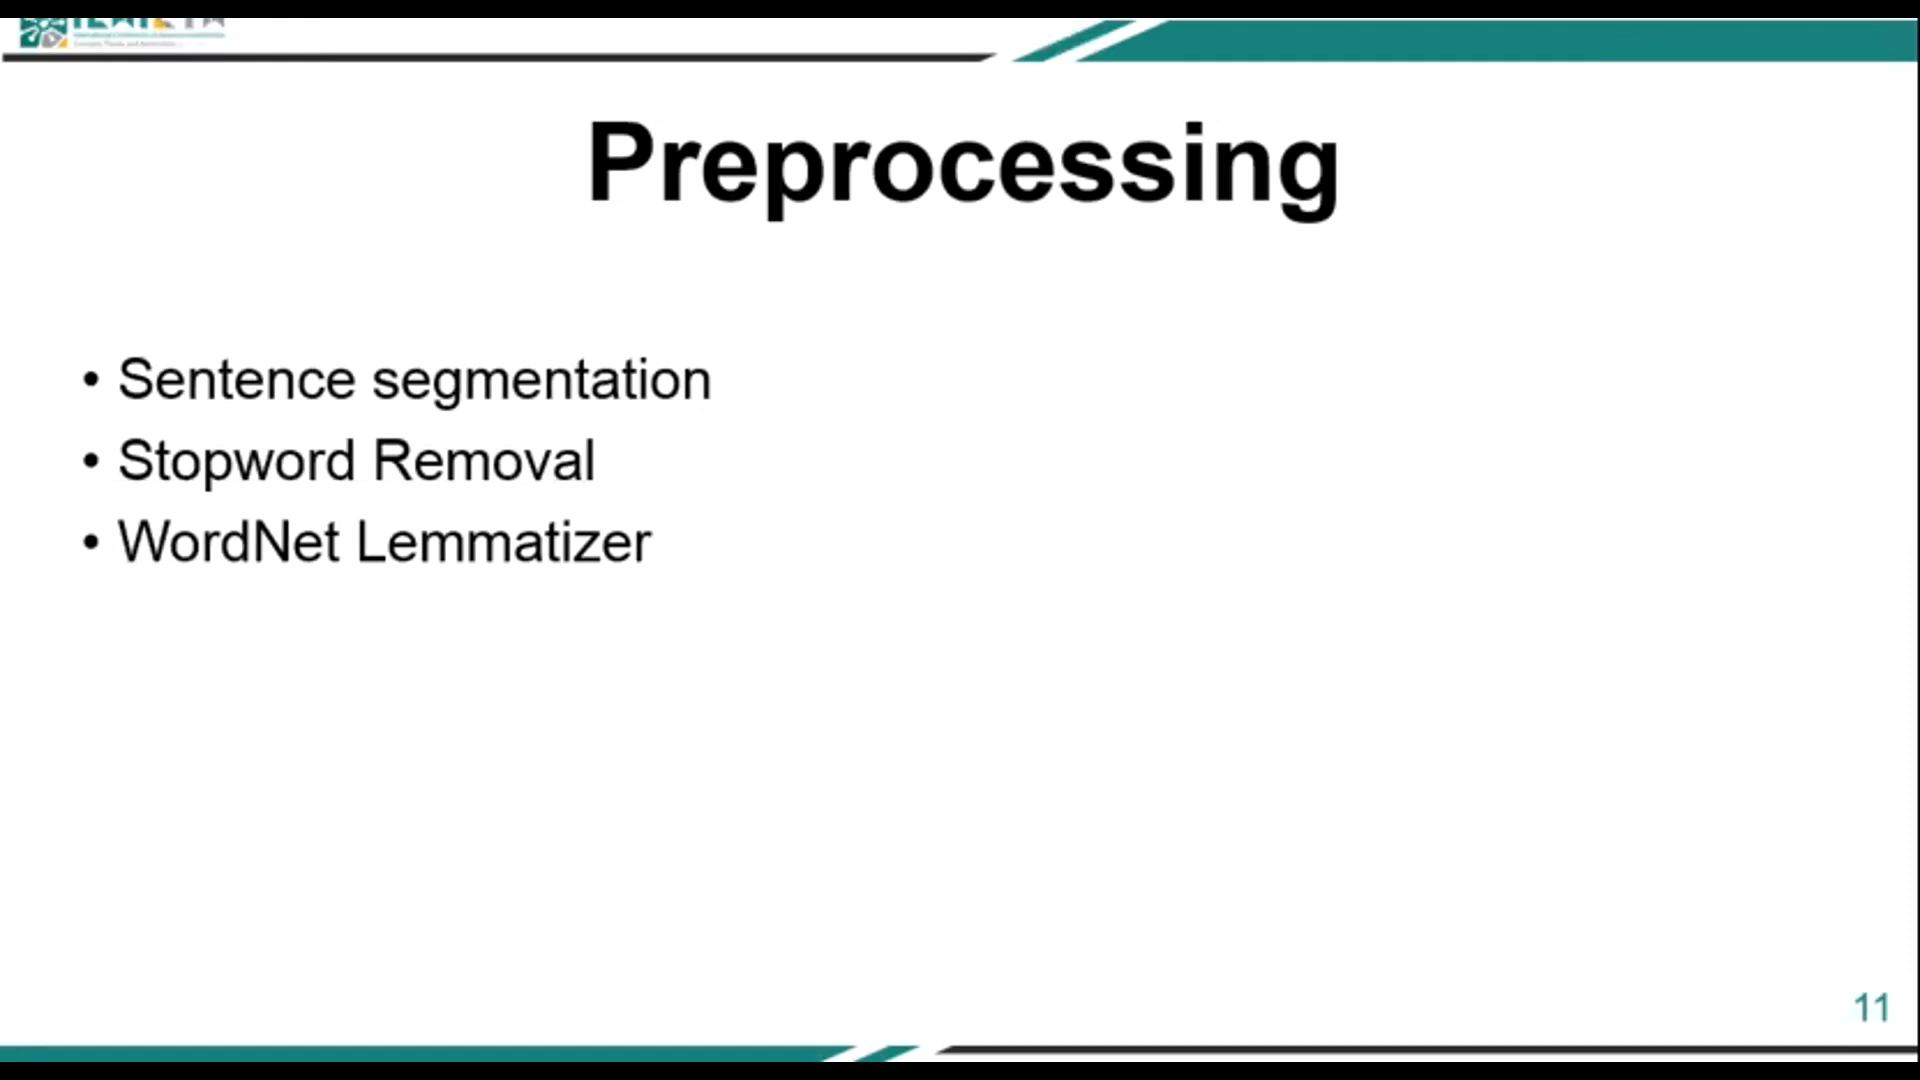 Preprocessing
• Sentence segmentation
• Stopword Removal
• WordNet Lemmatizer
11